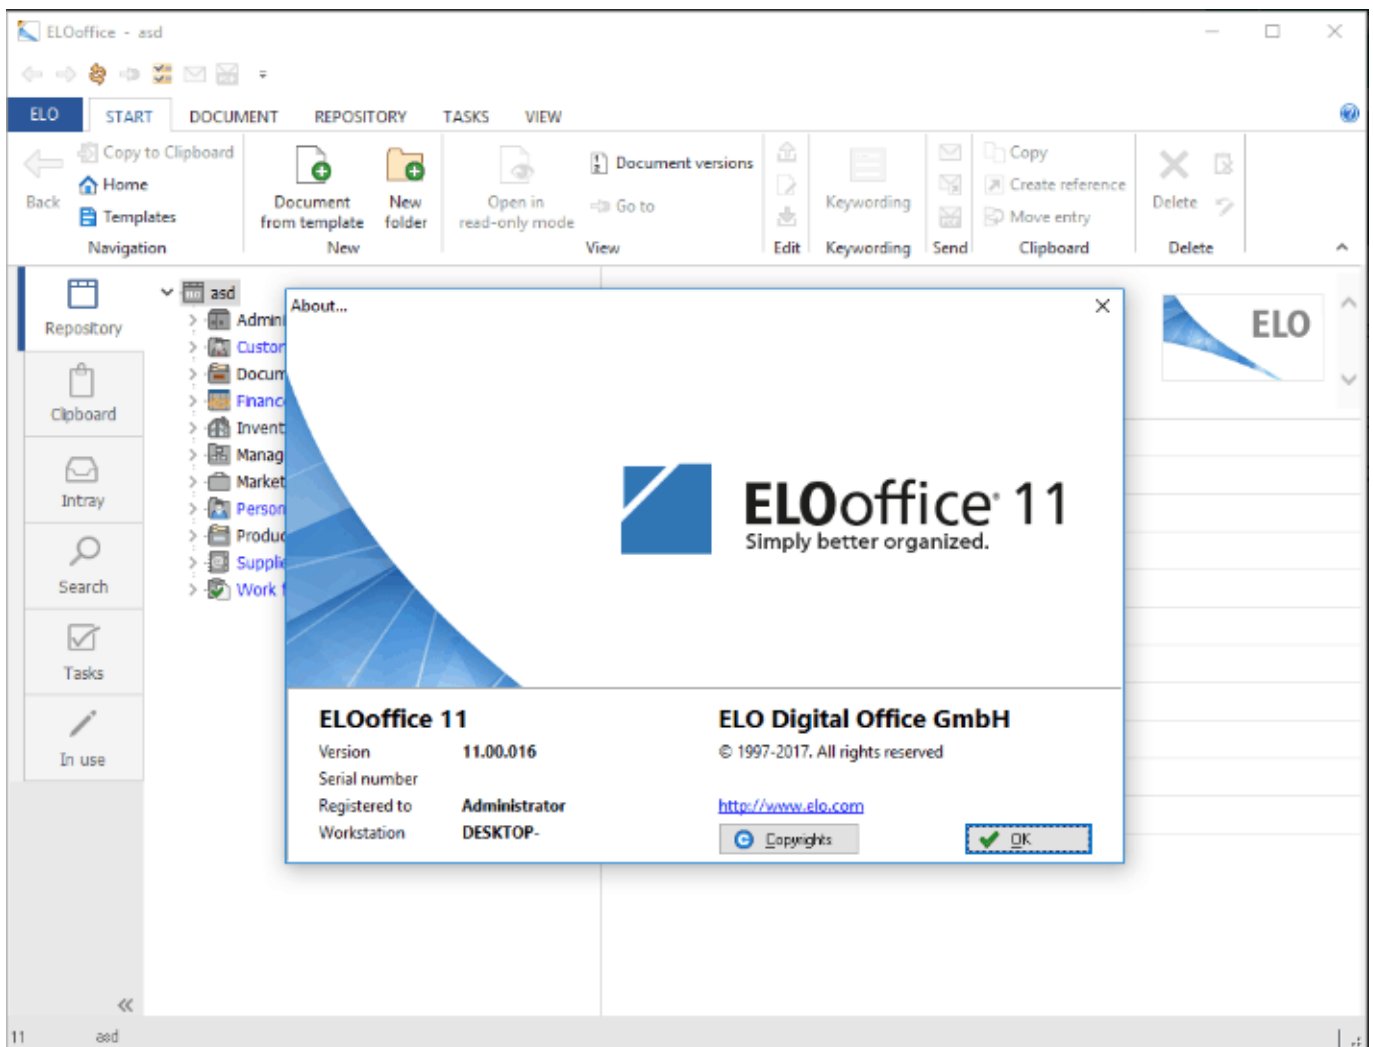 ELOoffice - asd
ELO START DOCUMENT REPOSITORY TASKS VIEW
Back
Copy to Clipboard
Home
Templates
Navigation
Document from template
New folder
New
Open in read-only mode
Document versions
Go to
View
Edit
Keywording
Keywording
Send
Copy
Create reference
Move entry
Clipboard
Delete
Delete
Repository
Clipboard
Intray
Search
Tasks
In use
asd
Admini
Custor
Docum
Financ
Invent
Manag
Market
Person
Produc
Supplie
Work f
ELO
About...
ELOoffice 11
Simply better organized.
ELOoffice 11
Version 11.00.016
Serial number
Registered to Administrator
Workstation DESKTOP-
ELO Digital Office GmbH
© 1997-2017. All rights reserved
http://www.elo.com
Copyrights
OK
11 asd